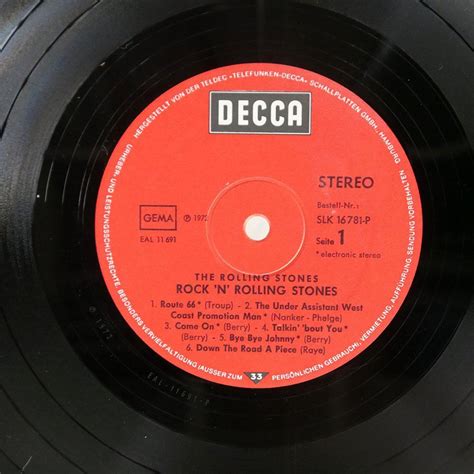 HERGESTELLT VON DER TELDEC »TELEFUNKEN-DECCA« SCHALLPLATTEN GMBH, HAMBURG
DECCA
STEREO
Bestell-Nr.:
GEMA
Ⓟ 1972
SLK 16781-P
EAL 11 691
Seite 1
* electronic stereo
THE ROLLING STONES
ROCK 'N' ROLLING STONES
1. Route 66 * (Troup) - 2. The Under Assistant West
Coast Promotion Man * (Nanker - Phelge)
3. Come On * (Berry) - 4. Talkin' 'bout You *
(Berry) - 5. Bye Bye Johnny * (Berry)
6. Down The Road A Piece (Raye)
URHEBER- UND LEISTUNGSSCHUTZRECHTE, BESONDERS VERVIELFÄLTIGUNG (AUSSER ZUM
33
PERSÖNLICHEN GEBRAUCH), VERMIETUNG, AUFFÜHRUNG, SENDUNG VORBEHALTEN